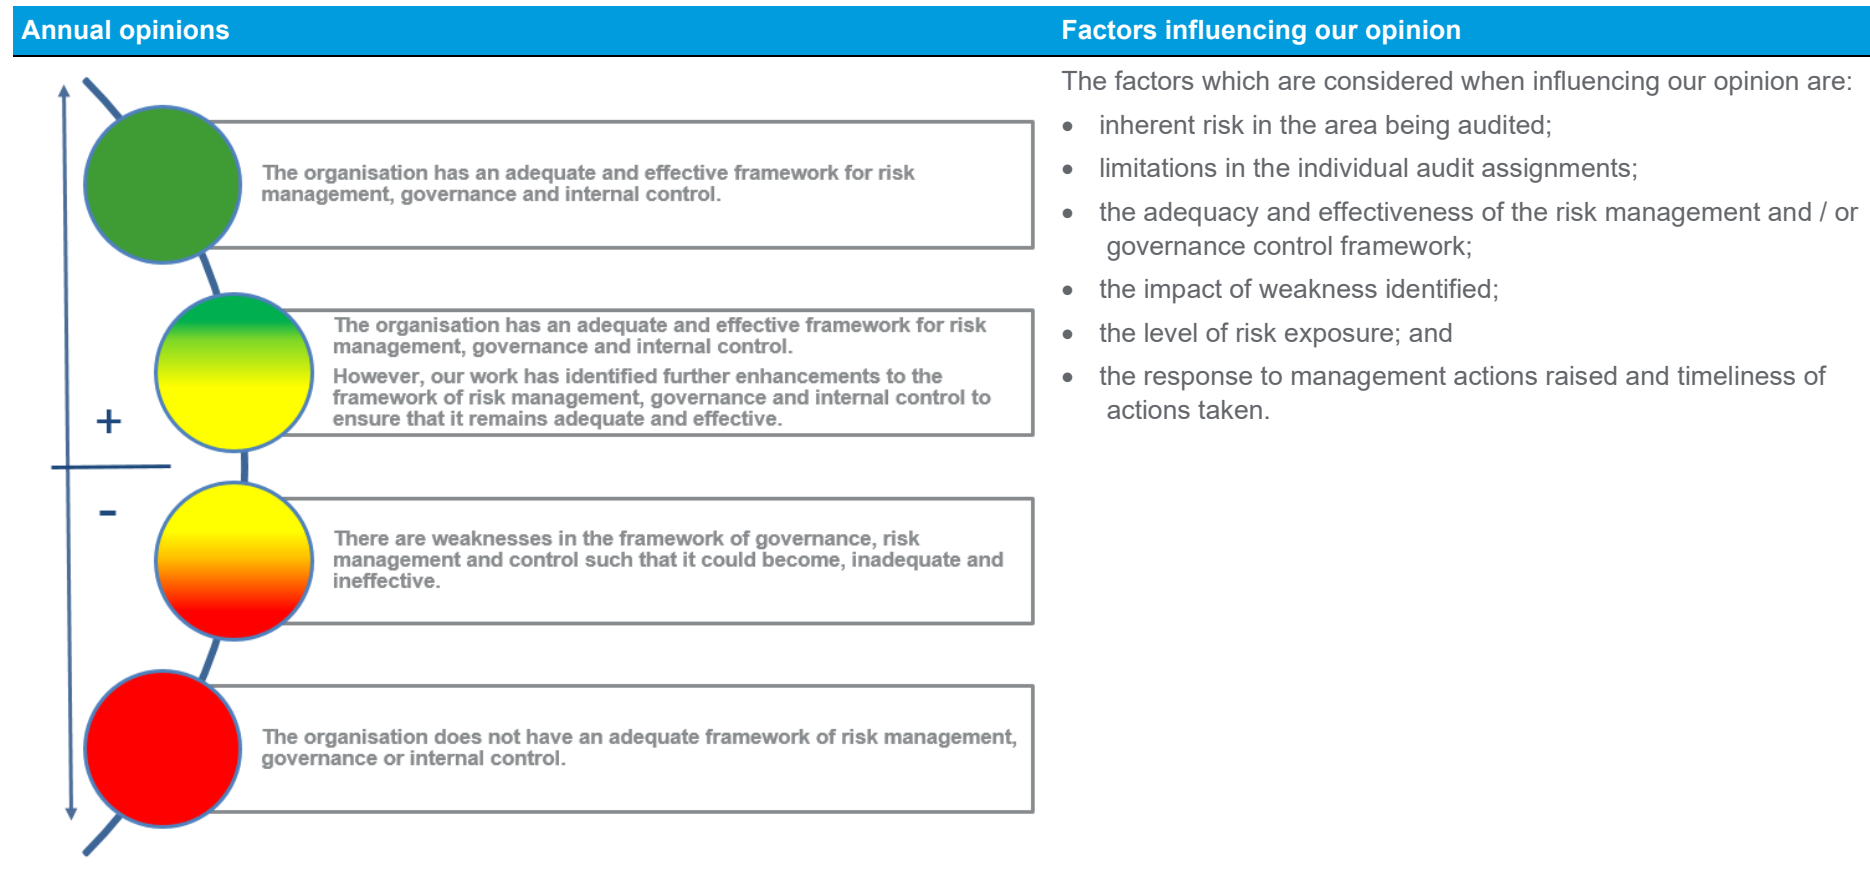 Annual opinions
Factors influencing our opinion
The organisation has an adequate and effective framework for risk
management, governance and internal control.
The organisation has an adequate and effective framework for risk
management, governance and internal control.
However, our work has identified further enhancements to the
framework of risk management, governance and internal control to
ensure that it remains adequate and effective.
+
-
There are weaknesses in the framework of governance, risk
management and control such that it could become, inadequate and
ineffective.
The organisation does not have an adequate framework of risk management,
governance or internal control.
The factors which are considered when influencing our opinion are:
• inherent risk in the area being audited;
• limitations in the individual audit assignments;
• the adequacy and effectiveness of the risk management and / or
governance control framework;
• the impact of weakness identified;
• the level of risk exposure; and
• the response to management actions raised and timeliness of
actions taken.